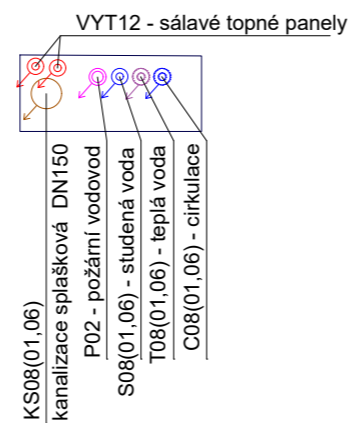 VYT12 - sálavé topné panely
KS08(01,06)
kanalizace splašková DN150
P02 - požární vodovod
S08(01,06) - studená voda
T08(01,06) - teplá voda
C08(01,06) - cirkulace